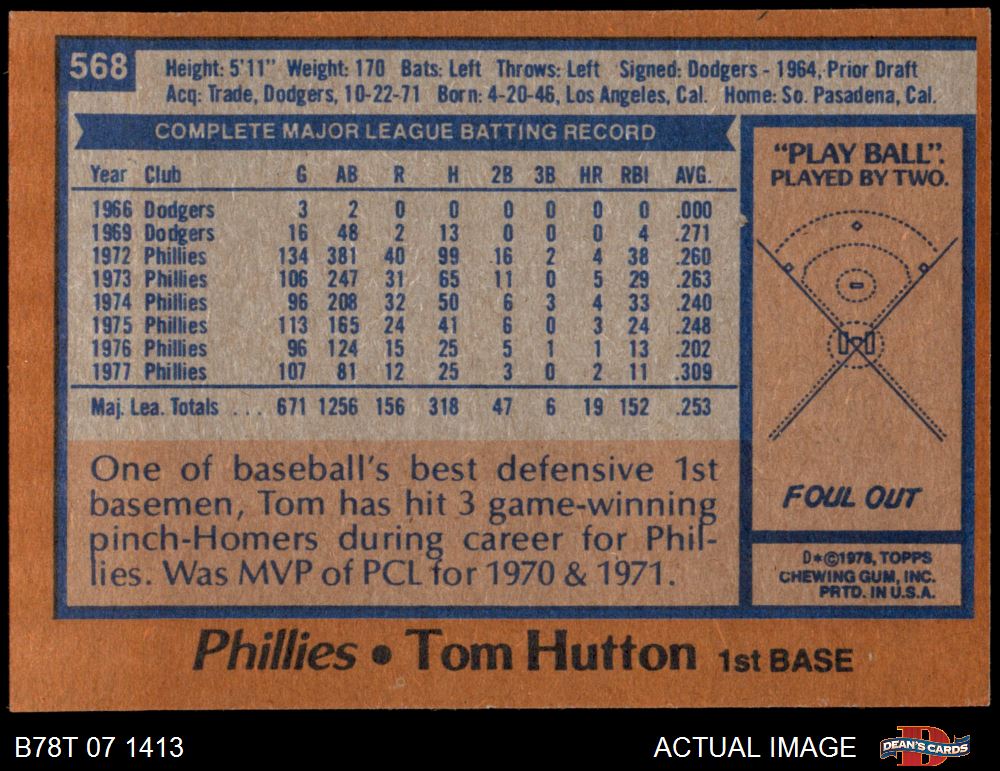 568
Height: 5'11" Weight: 170 Bats: Left Throws: Left Signed: Dodgers - 1964, Prior Draft
Acq: Trade, Dodgers, 10-22-71 Born: 4-20-46, Los Angeles, Cal. Home: So. Pasadena, Cal.
COMPLETE MAJOR LEAGUE BATTING RECORD
Year Club G AB R H 2B 3B HR RBI AVG.
1966 Dodgers 3 2 0 0 0 0 0 0 .000
1969 Dodgers 16 48 2 13 0 0 0 4 .271
1972 Phillies 134 381 40 99 16 2 4 38 .260
1973 Phillies 106 247 31 65 11 0 5 29 .263
1974 Phillies 96 208 32 50 6 3 4 33 .240
1975 Phillies 113 165 24 41 6 0 3 24 .248
1976 Phillies 96 124 15 25 5 1 1 13 .202
1977 Phillies 107 81 12 25 3 0 2 11 .309
Maj. Lea. Totals ... 671 1256 156 318 47 6 19 152 .253
One of baseball's best defensive 1st
basemen, Tom has hit 3 game-winning
pinch-Homers during career for Phil-
lies. Was MVP of PCL for 1970 & 1971.
"PLAY BALL".
PLAYED BY TWO.
FOUL OUT
D*©1978, TOPPS
CHEWING GUM, INC.
PRTD. IN U.S.A.
Phillies • Tom Hutton 1st BASE
B78T 07 1413
ACTUAL IMAGE
D
DEAN'S CARDS